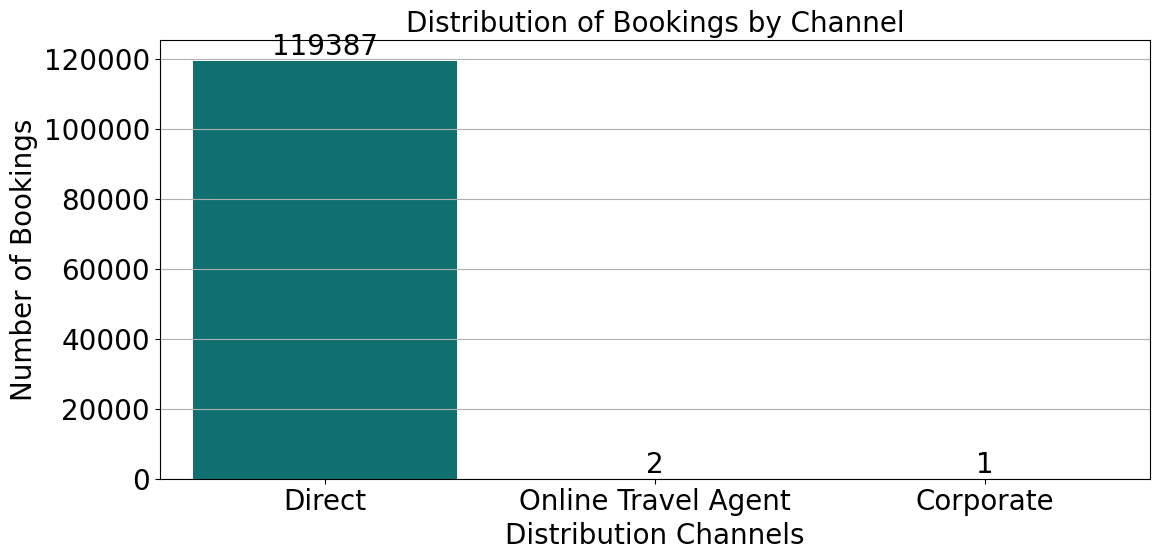 Distribution of Bookings by Channel
119387
120000
100000
80000
60000
40000
20000
0
Number of Bookings
2
1
Direct
Online Travel Agent
Corporate
Distribution Channels